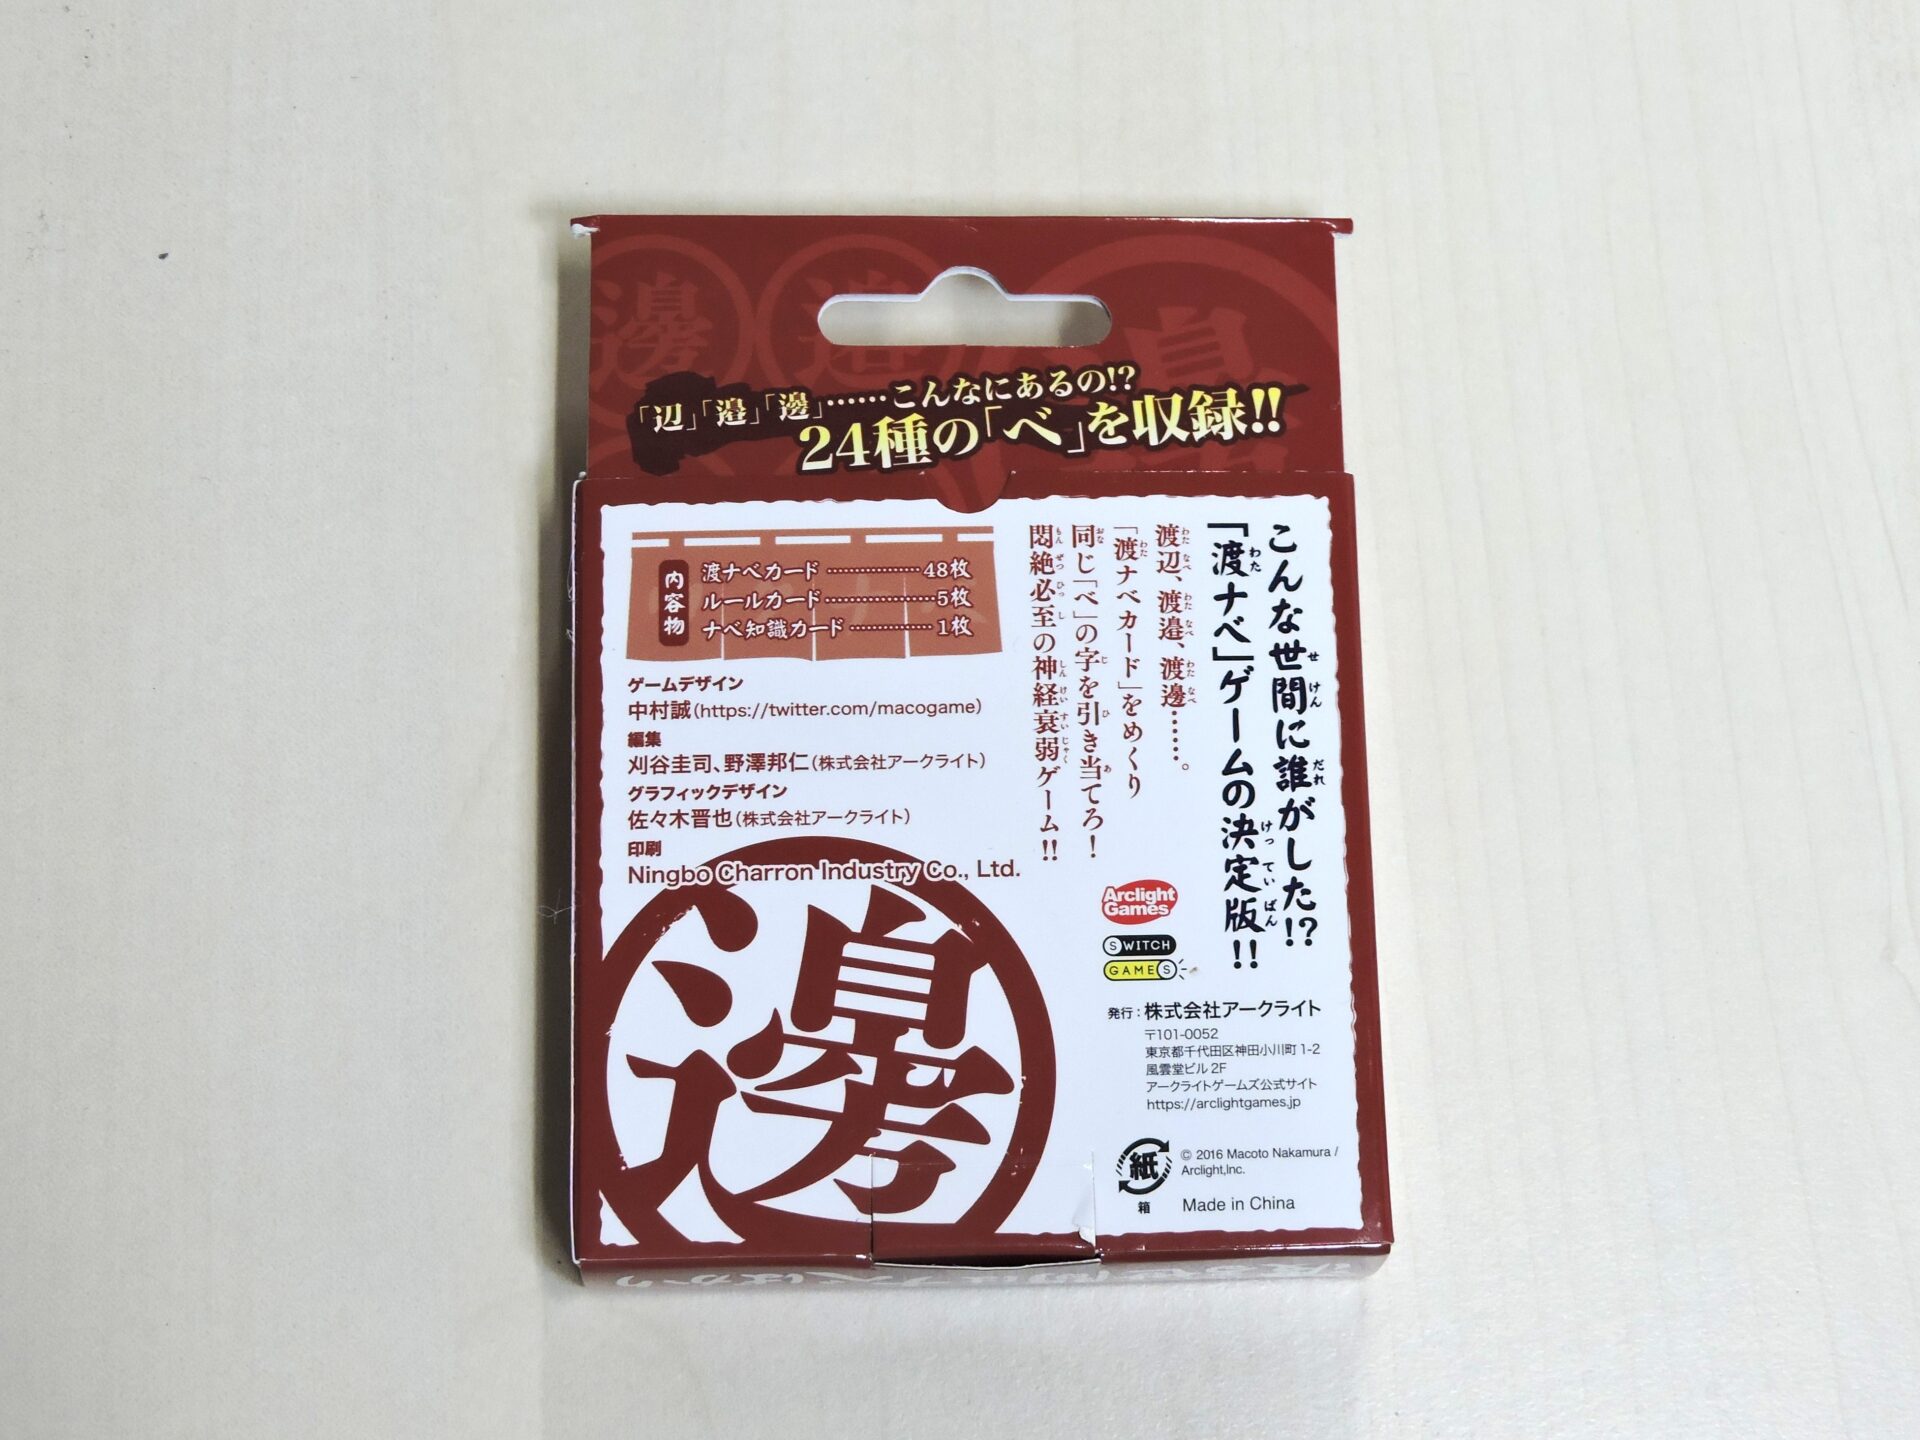 「辺」「邉」「邊」……こんなにあるの!?
24種の「べ」を収録!!
こんな世間に誰がした!?
「渡ナベ」ゲームの決定版!!
渡辺、渡邉、渡邊……。
「渡ナベカード」をめくり
同じ「べ」の字を引き当てろ!
悶絶必至の神経衰弱ゲーム!!
内容物
渡ナベカード……………48枚
ルールカード………………5枚
ナベ知識カード……………1枚
ゲームデザイン
中村誠(https://twitter.com/macogame)
編集
刈谷圭司、野澤邦仁(株式会社アークライト)
グラフィックデザイン
佐々木晋也(株式会社アークライト)
印刷
Ningbo Charron Industry Co., Ltd.
邊
Arclight
Games
SWITCH
GAMES
発行:株式会社アークライト
〒101-0052
東京都千代田区神田小川町1-2
風雲堂ビル2F
アークライトゲームズ公式サイト
https://arclightgames.jp
紙
箱
© 2016 Macoto Nakamura /
Arclight,Inc.
Made in China